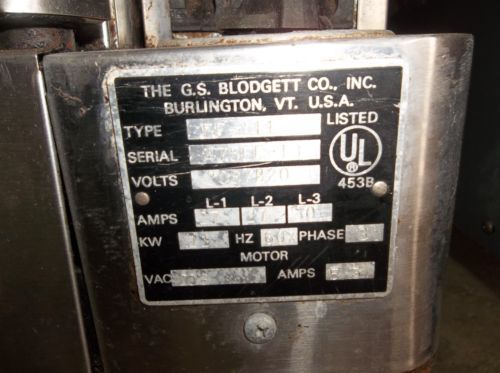 THE G.S. BLODGETT CO., INC.
BURLINGTON, VT. U.S.A.
TYPE
LISTED
SERIAL
UL
VOLTS
453B
L-1 L-2 L-3
AMPS
KW HZ 60 PHASE
MOTOR
VAC AMPS